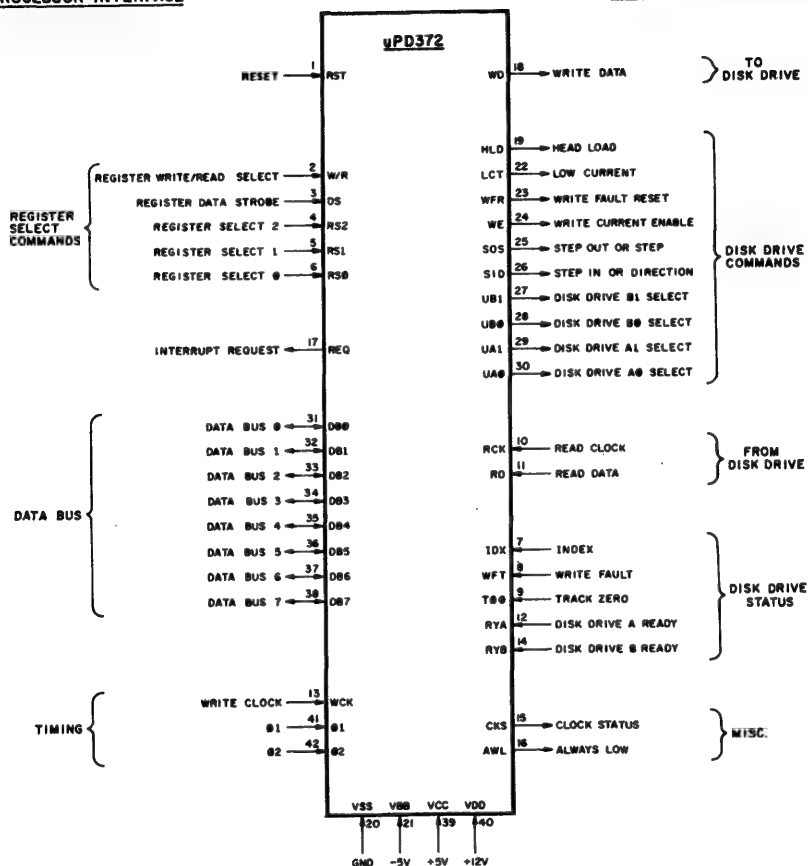 PROCESSOR INTERFACE
uPD372
RESET 1 RST
WD 18 WRITE DATA
TO DISK DRIVE
REGISTER SELECT COMMANDS
REGISTER WRITE/READ SELECT 2 W/R
REGISTER DATA STROBE 3 DS
REGISTER SELECT 2 4 RS2
REGISTER SELECT 1 5 RS1
REGISTER SELECT 0 6 RS0
HLD 19 HEAD LOAD
LCT 22 LOW CURRENT
WFR 23 WRITE FAULT RESET
WE 24 WRITE CURRENT ENABLE
SOS 25 STEP OUT OR STEP
SID 26 STEP IN OR DIRECTION
UB1 27 DISK DRIVE B1 SELECT
UB0 28 DISK DRIVE B0 SELECT
UA1 29 DISK DRIVE A1 SELECT
UA0 30 DISK DRIVE A0 SELECT
DISK DRIVE COMMANDS
INTERRUPT REQUEST 17 REQ
DATA BUS
DATA BUS 0 31 DB0
DATA BUS 1 32 DB1
DATA BUS 2 33 DB2
DATA BUS 3 34 DB3
DATA BUS 4 35 DB4
DATA BUS 5 36 DB5
DATA BUS 6 37 DB6
DATA BUS 7 38 DB7
RCK 10 READ CLOCK
RD 11 READ DATA
FROM DISK DRIVE
IDX 7 INDEX
WFT 8 WRITE FAULT
T00 9 TRACK ZERO
RYA 12 DISK DRIVE A READY
RYB 14 DISK DRIVE B READY
DISK DRIVE STATUS
TIMING
WRITE CLOCK 13 WCK
Ø1 41 Ø1
Ø2 42 Ø2
CKS 15 CLOCK STATUS
AWL 16 ALWAYS LOW
MISC.
VSS VBB VCC VDD
20 21 39 40
GND -5V +5V +12V